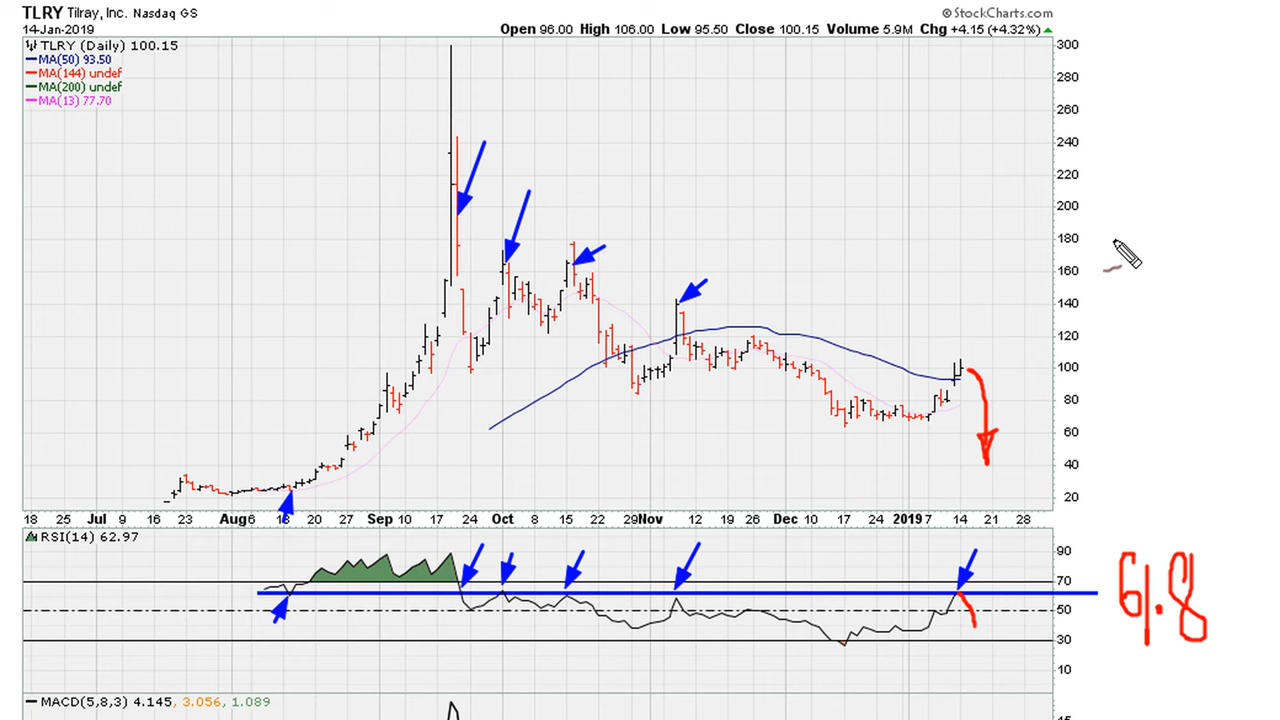 TLRY Tilray, Inc. Nasdaq GS
© StockCharts.com
14-Jan-2019
Open 96.00 High 106.00 Low 95.50 Close 100.15 Volume 5.9M Chg +4.15 (+4.32%)
TLRY (Daily) 100.15
MA(50) 93.50
MA(144) undef
MA(200) undef
MA(13) 77.70
300
280
260
240
220
200
180
160
140
120
100
80
60
40
20
18 25 Jul 9 16 23 Aug 6 13 20 27 Sep 10 17 24 Oct 8 15 22 29 Nov 12 19 26 Dec 10 17 24 2019 7 14 21 28
RSI(14) 62.97
90
70
50
30
10
61.8
MACD(5,8,3) 4.145, 3.056, 1.089